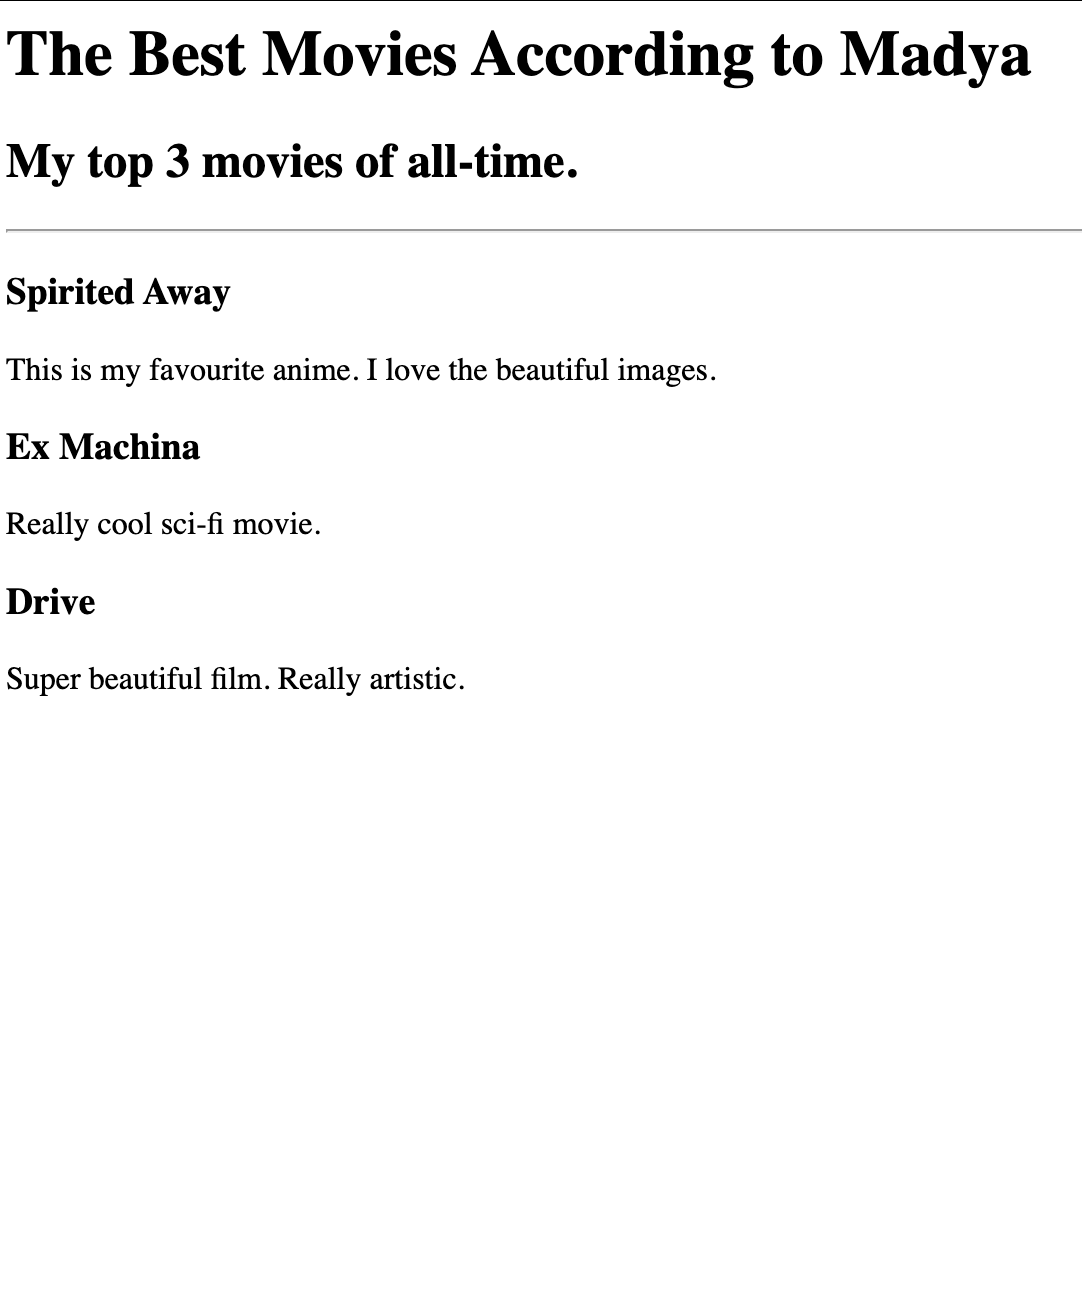 The Best Movies According to Madya
My top 3 movies of all-time.
Spirited Away
This is my favourite anime. I love the beautiful images.
Ex Machina
Really cool sci-fi movie.
Drive
Super beautiful film. Really artistic.